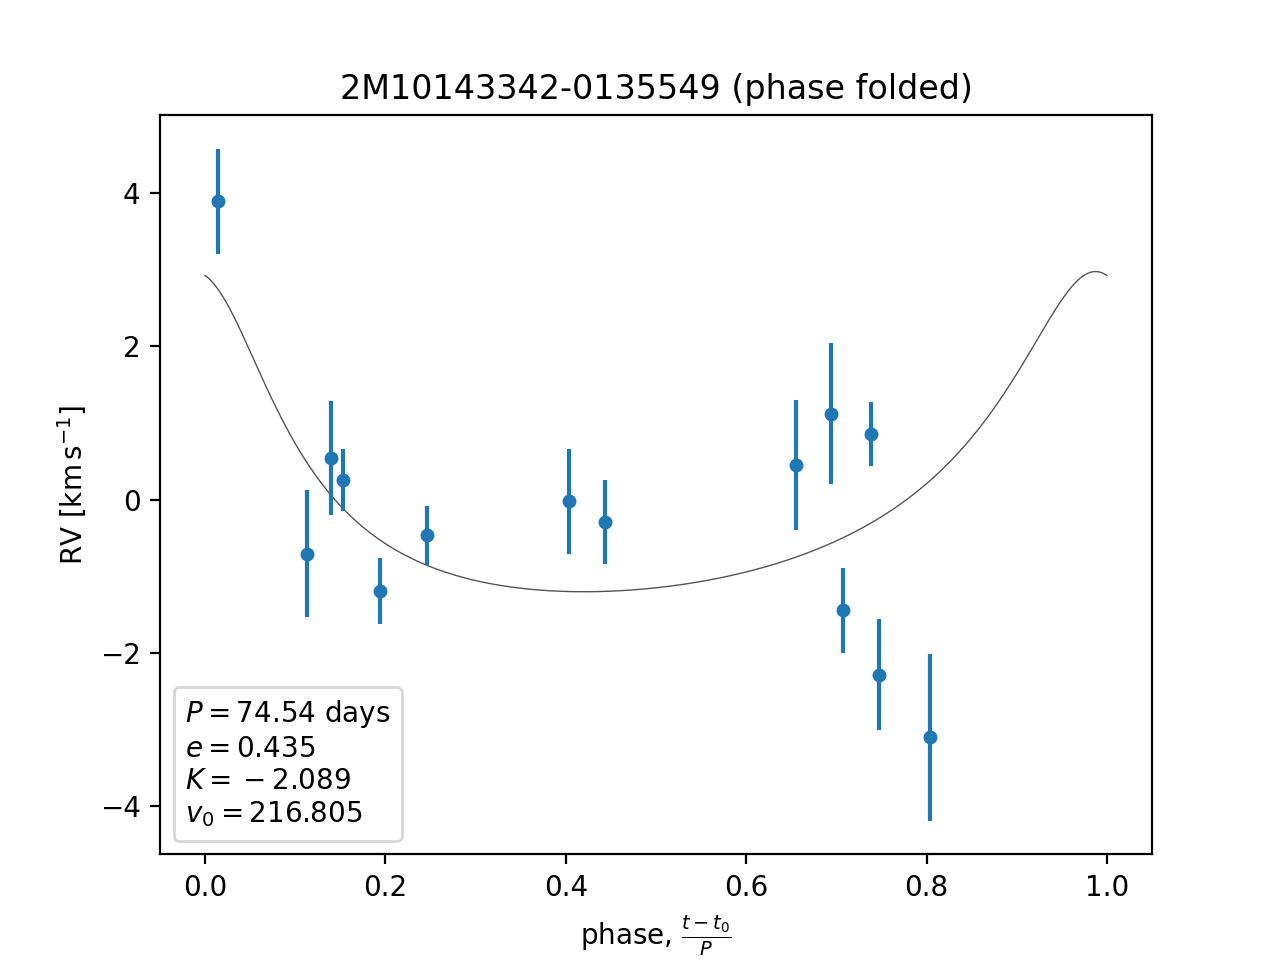 2M10143342-0135549 (phase folded)
RV [km s⁻¹]
4
2
0
−2
−4
P = 74.54 days
e = 0.435
K = −2.089
v₀ = 216.805
0.0 0.2 0.4 0.6 0.8 1.0
phase, (t − t₀)/P